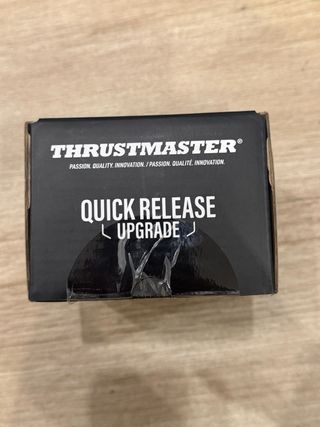 THRUSTMASTER®
PASSION. QUALITY. INNOVATION. / PASSION. QUALITÉ. INNOVATION.
QUICK RELEASE
UPGRADE